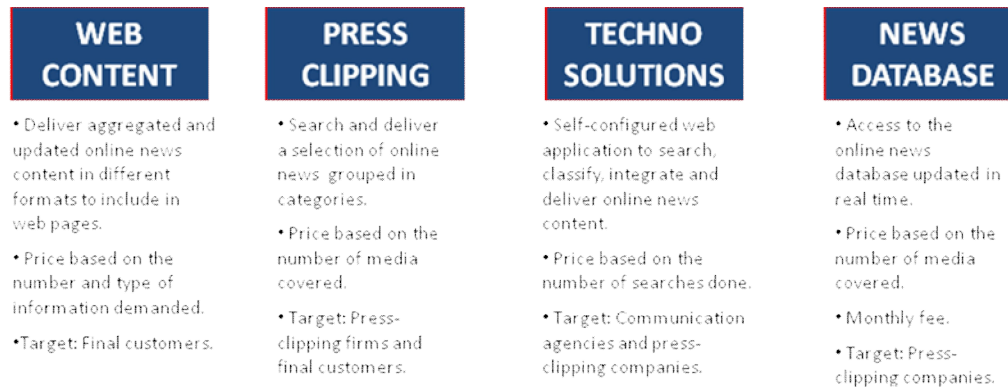 WEB
CONTENT
• Deliver aggregated and
updated online news
content in different
formats to include in
web pages.
• Price based on the
number and type of
information demanded.
•Target: Final customers.
PRESS
CLIPPING
• Search and deliver
a selection of online
news grouped in
categories.
• Price based on the
number of media
covered.
• Target: Press-
clipping firms and
final customers.
TECHNO
SOLUTIONS
• Self-configured web
application to search,
classify, integrate and
deliver online news
content.
• Price based on the
number of searches done.
• Target: Communication
agencies and press-
clipping companies.
NEWS
DATABASE
• Access to the
online news
database updated in
real time.
• Price based on the
number of media
covered.
• Monthly fee.
• Target: Press-
clipping companies.